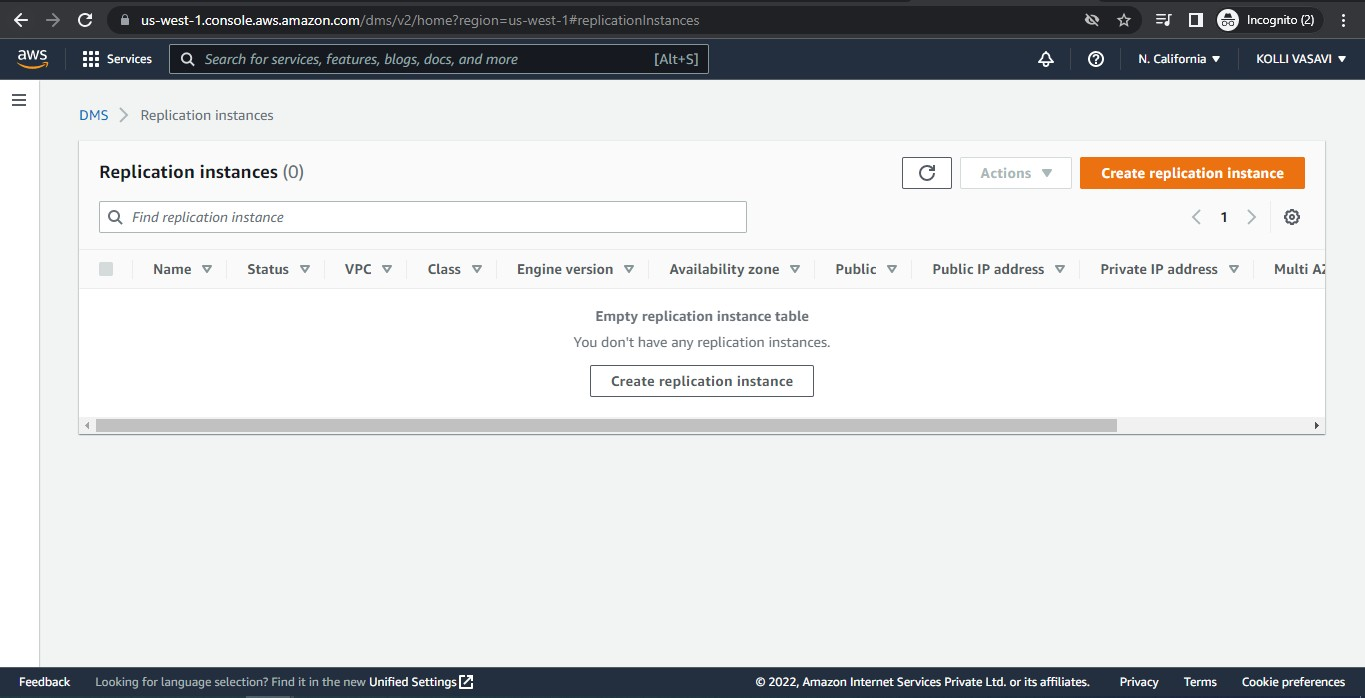 us-west-1.console.aws.amazon.com/dms/v2/home?region=us-west-1#replicationInstances
Incognito (2)
aws
Services
Search for services, features, blogs, docs, and more
[Alt+S]
N. California
KOLLI VASAVI
DMS
Replication instances
Replication instances (0)
Actions
Create replication instance
Find replication instance
1
Name
Status
VPC
Class
Engine version
Availability zone
Public
Public IP address
Private IP address
Multi AZ
Empty replication instance table
You don't have any replication instances.
Create replication instance
Feedback
Looking for language selection? Find it in the new Unified Settings
© 2022, Amazon Internet Services Private Ltd. or its affiliates.
Privacy
Terms
Cookie preferences